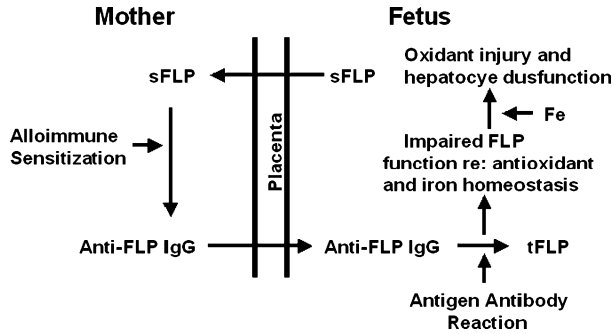 Mother
Fetus
Oxidant injury and
hepatocye dusfunction
sFLP
sFLP
Fe
Alloimmune
Sensitization
Placenta
Impaired FLP
function re: antioxidant
and iron homeostasis
Anti-FLP IgG
Anti-FLP IgG
tFLP
Antigen Antibody
Reaction